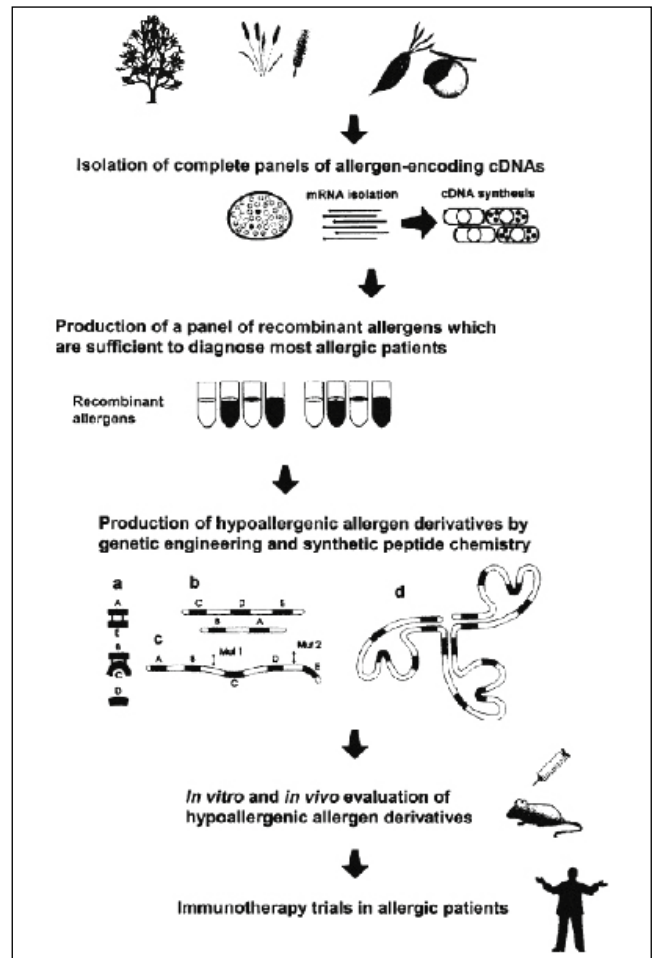 Isolation of complete panels of allergen-encoding cDNAs
mRNA isolation
cDNA synthesis
Production of a panel of recombinant allergens which
are sufficient to diagnose most allergic patients
Recombinant
allergens
Production of hypoallergenic allergen derivatives by
genetic engineering and synthetic peptide chemistry
a
b
d
A
E
B
C
D
C D E
B A
c
Mut 1
Mut 2
A B C D E
In vitro and in vivo evaluation of
hypoallergenic allergen derivatives
Immunotherapy trials in allergic patients